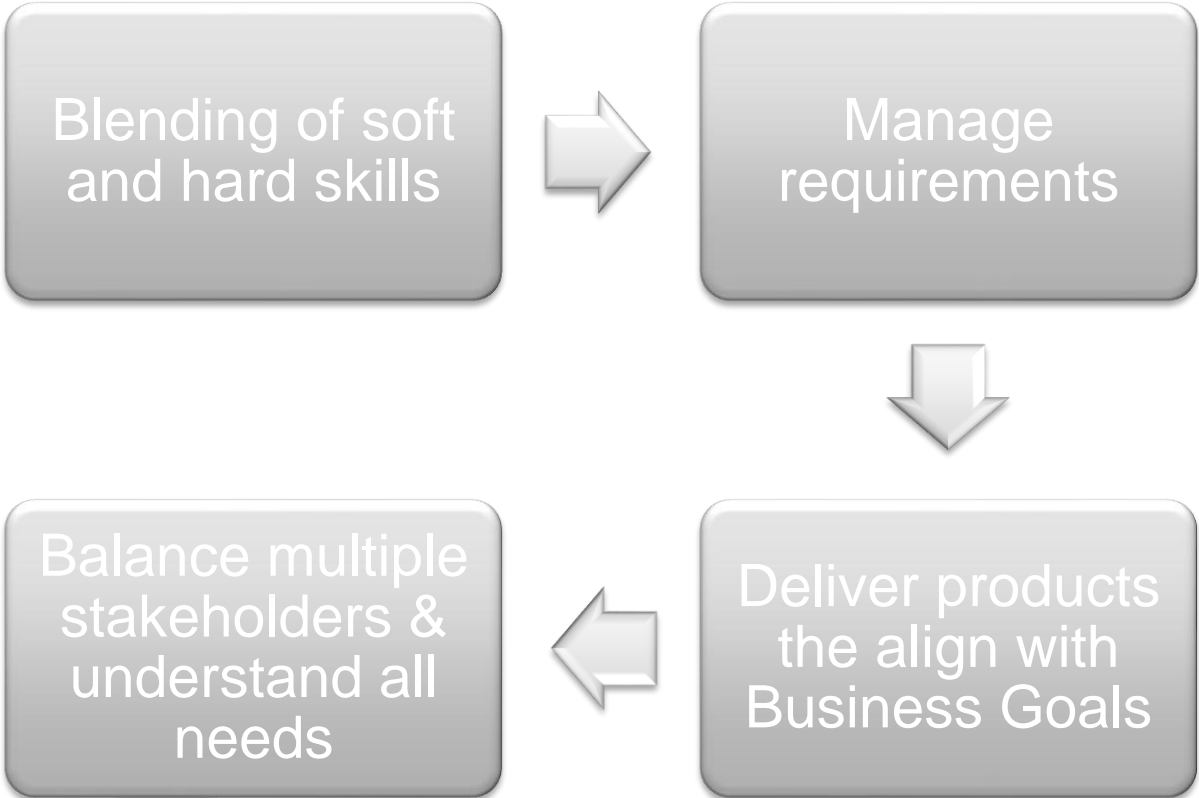 Blending of soft
and hard skills
Manage
requirements
Deliver products
the align with
Business Goals
Balance multiple
stakeholders &
understand all
needs